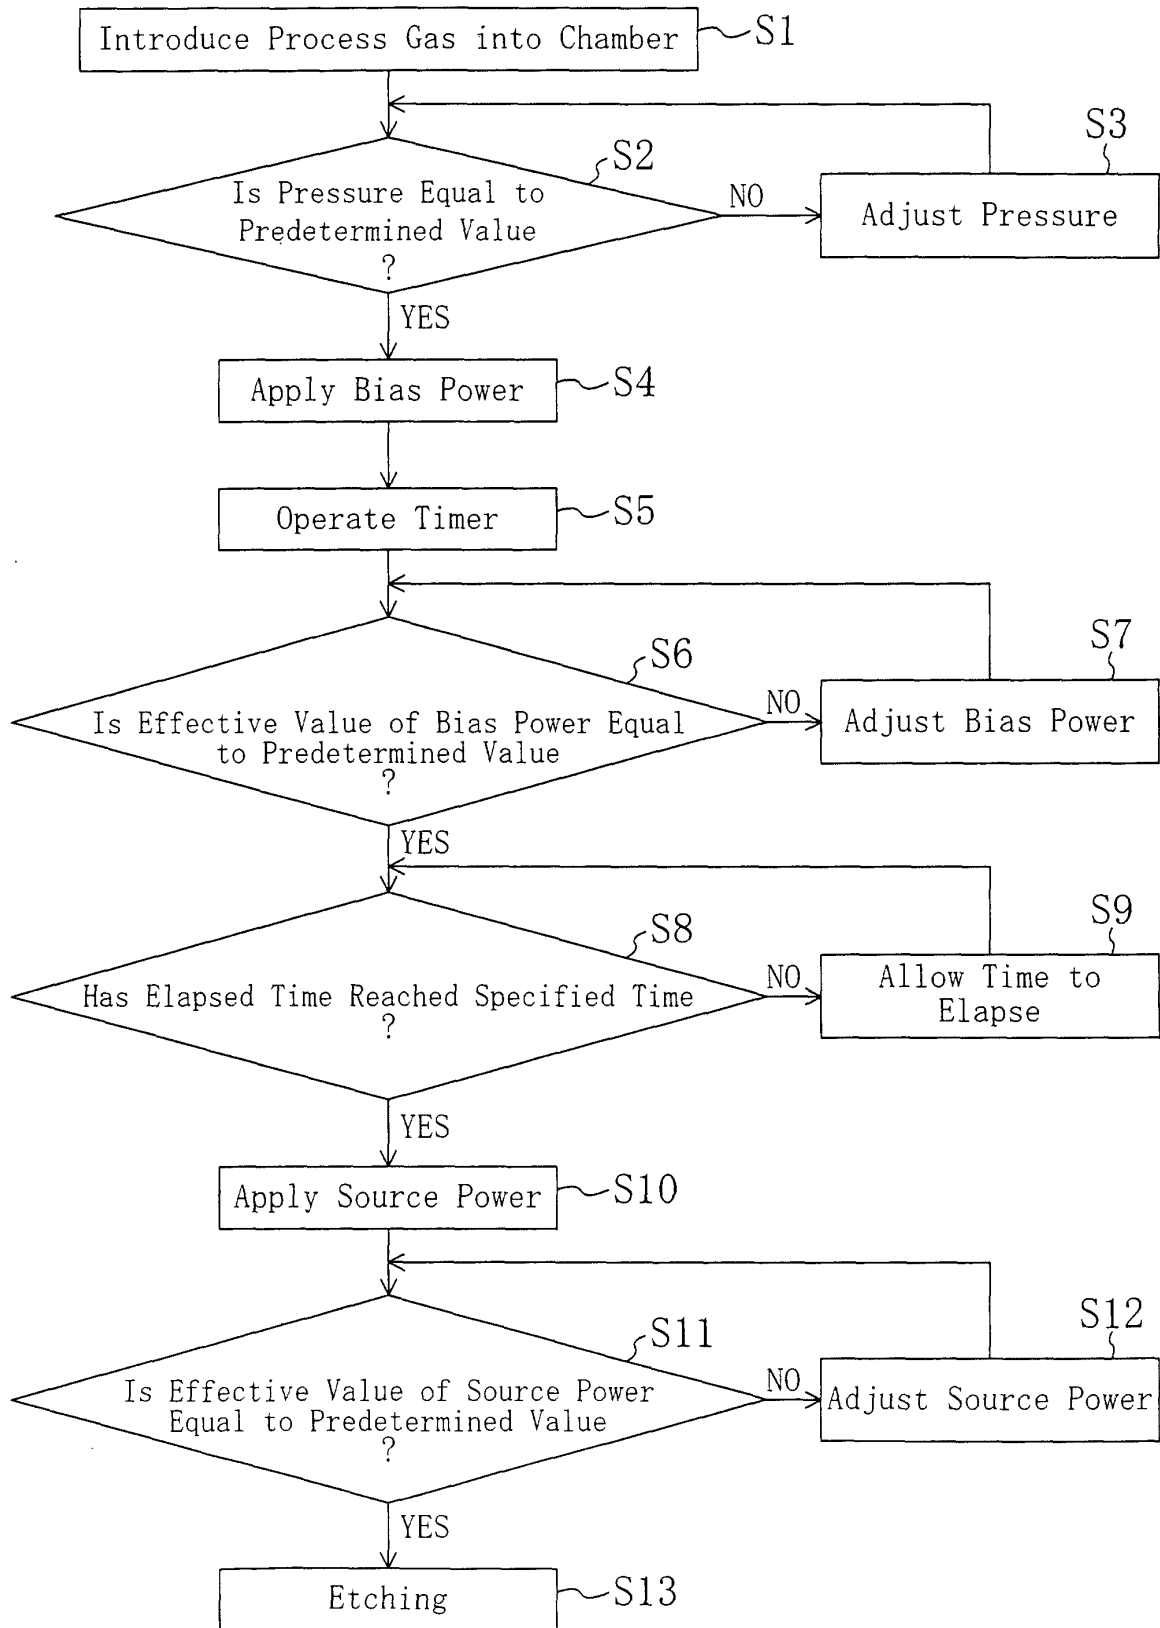 Introduce Process Gas into Chamber
S1
S2
S3
Is Pressure Equal to
Predetermined Value
?
NO
Adjust Pressure
YES
Apply Bias Power
S4
Operate Timer
S5
S6
S7
Is Effective Value of Bias Power Equal
to Predetermined Value
?
NO
Adjust Bias Power
YES
S8
S9
Has Elapsed Time Reached Specified Time
?
NO
Allow Time to
Elapse
YES
Apply Source Power
S10
S11
S12
Is Effective Value of Source Power
Equal to Predetermined Value
?
NO
Adjust Source Power
YES
Etching
S13